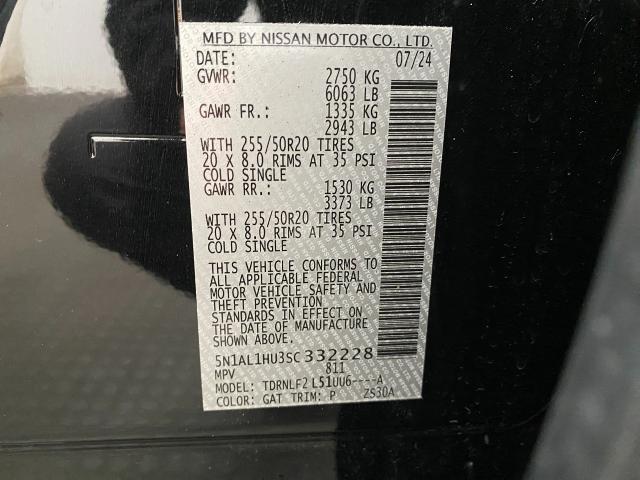 MFD BY NISSAN MOTOR CO., LTD.
DATE: 07/24
GVWR: 2750 KG
6063 LB
GAWR FR.: 1335 KG
2943 LB
WITH 255/50R20 TIRES
20 X 8.0 RIMS AT 35 PSI
COLD SINGLE
GAWR RR.: 1530 KG
3373 LB
WITH 255/50R20 TIRES
20 X 8.0 RIMS AT 35 PSI
COLD SINGLE
THIS VEHICLE CONFORMS TO
ALL APPLICABLE FEDERAL
MOTOR VEHICLE SAFETY AND
THEFT PREVENTION
STANDARDS IN EFFECT ON
THE DATE OF MANUFACTURE
SHOWN ABOVE.
5N1AL1HU3SC332228
MPV 811
MODEL: TDRNLF2 L51UU6----A
COLOR: GAT TRIM: P ZS30A